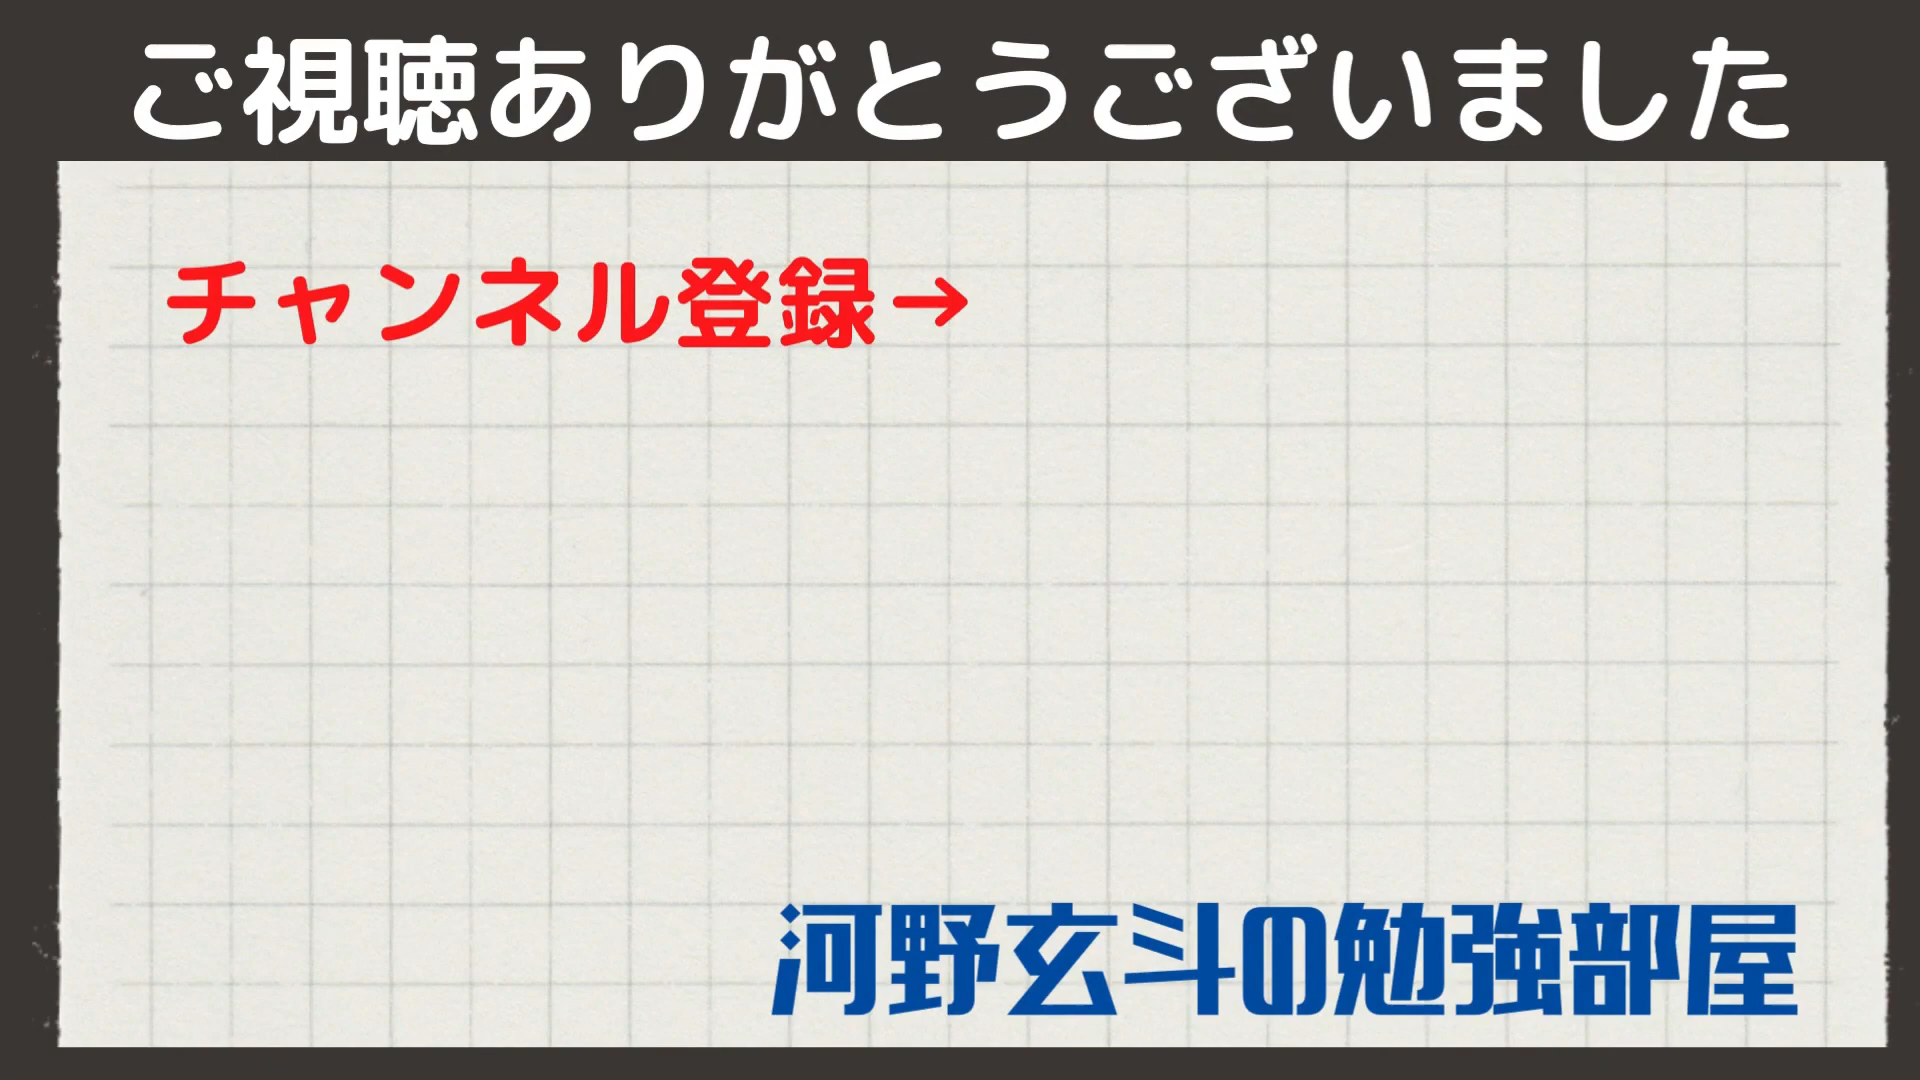 ご視聴ありがとうございました
チャンネル登録→
河野玄斗の勉強部屋